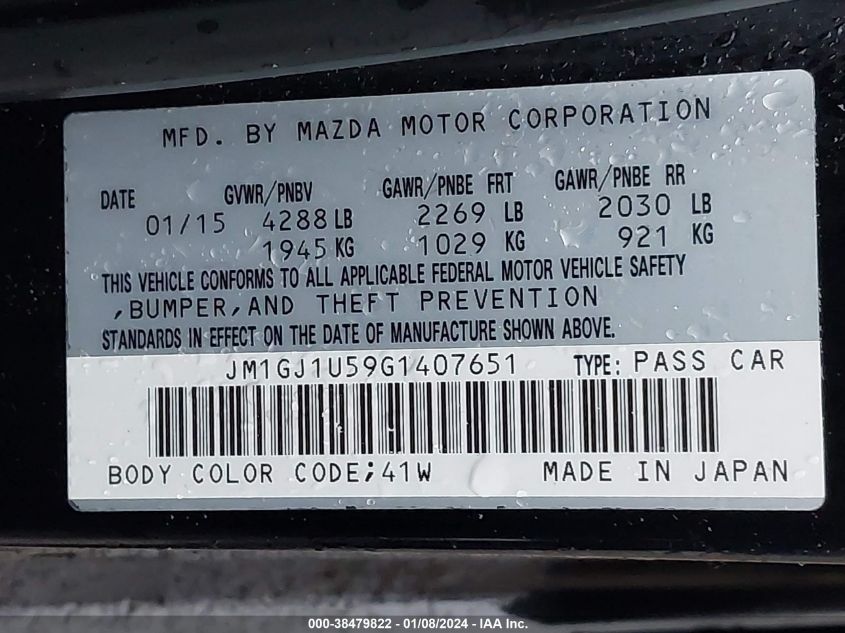 MFD. BY MAZDA MOTOR CORPORATION
DATE GVWR/PNBV GAWR/PNBE FRT GAWR/PNBE RR
01/15 4288 LB 2269 LB 2030 LB
1945 KG 1029 KG 921 KG
THIS VEHICLE CONFORMS TO ALL APPLICABLE FEDERAL MOTOR VEHICLE SAFETY
,BUMPER,AND THEFT PREVENTION
STANDARDS IN EFFECT ON THE DATE OF MANUFACTURE SHOWN ABOVE.
JM1GJ1U59G1407651 TYPE: PASS CAR
BODY COLOR CODE;41W MADE IN JAPAN
000-38479822 - 01/08/2024 - IAA Inc.